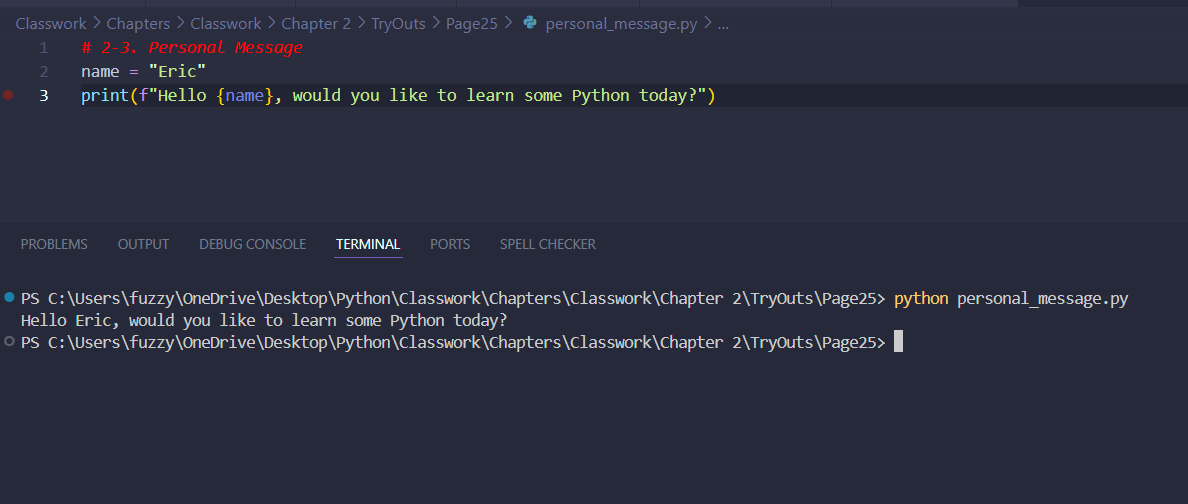 Classwork > Chapters > Classwork > Chapter 2 > TryOuts > Page25 > personal_message.py > ...
1 # 2-3. Personal Message
2 name = "Eric"
3 print(f"Hello {name}, would you like to learn some Python today?")
PROBLEMS OUTPUT DEBUG CONSOLE TERMINAL PORTS SPELL CHECKER
PS C:\Users\fuzzy\OneDrive\Desktop\Python\Classwork\Chapters\Classwork\Chapter 2\TryOuts\Page25> python personal_message.py
Hello Eric, would you like to learn some Python today?
PS C:\Users\fuzzy\OneDrive\Desktop\Python\Classwork\Chapters\Classwork\Chapter 2\TryOuts\Page25>